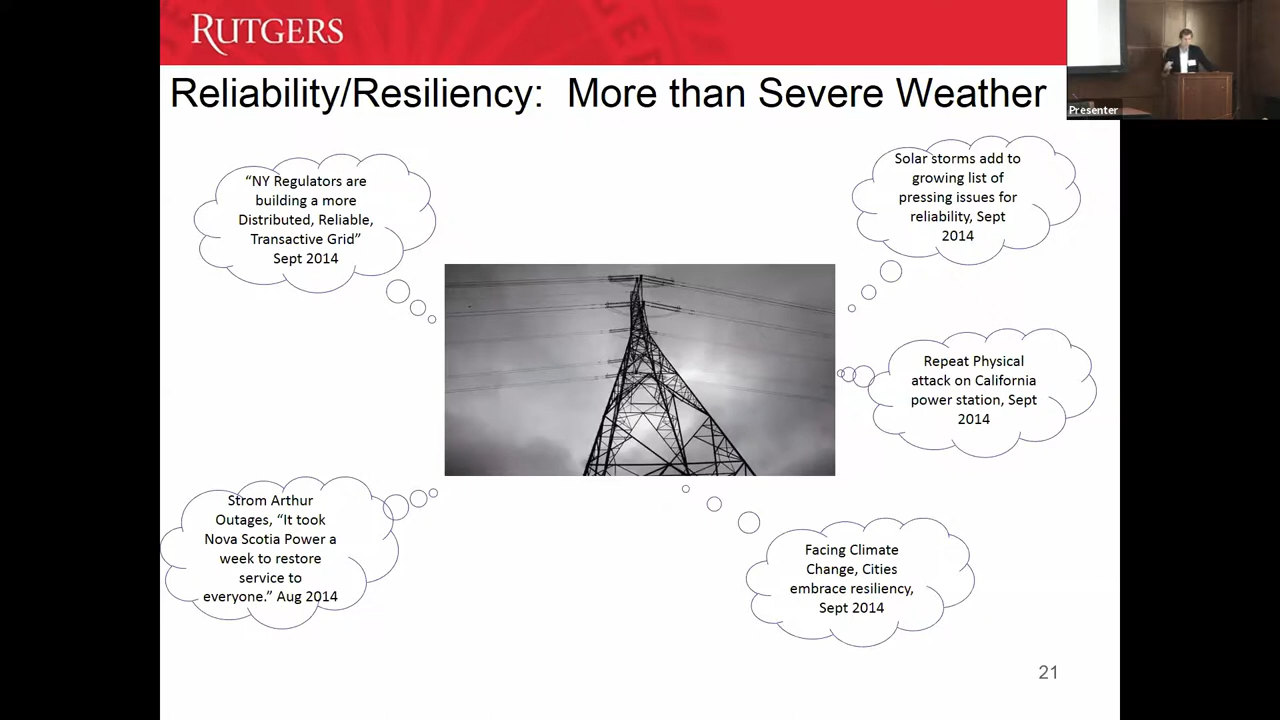 RUTGERS
Presenter
Reliability/Resiliency: More than Severe Weather
“NY Regulators are
building a more
Distributed, Reliable,
Transactive Grid”
Sept 2014
Solar storms add to
growing list of
pressing issues for
reliability, Sept
2014
Repeat Physical
attack on California
power station, Sept
2014
Strom Arthur
Outages, “It took
Nova Scotia Power a
week to restore
service to
everyone.” Aug 2014
Facing Climate
Change, Cities
embrace resiliency,
Sept 2014
21